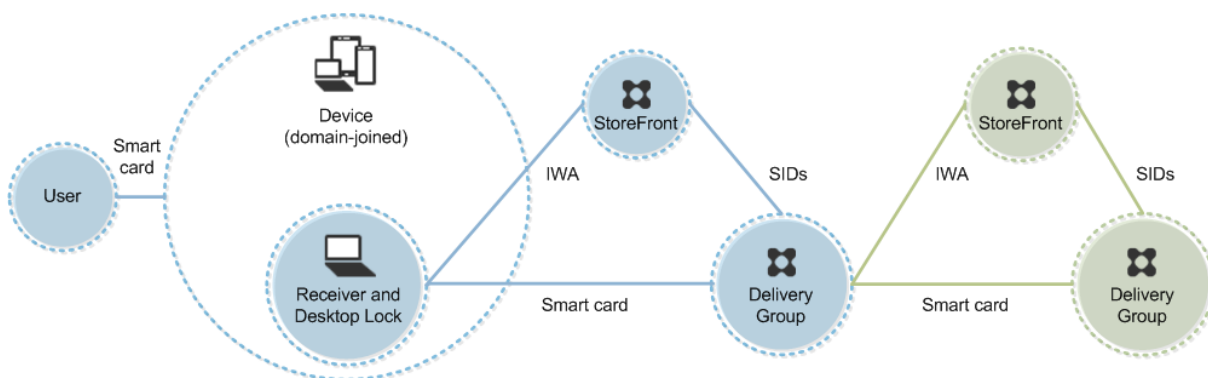 Device
(domain-joined)
StoreFront
StoreFront
Smart
card
User
IWA
SIDs
IWA
SIDs
Receiver and
Desktop Lock
Smart card
Delivery
Group
Smart card
Delivery
Group